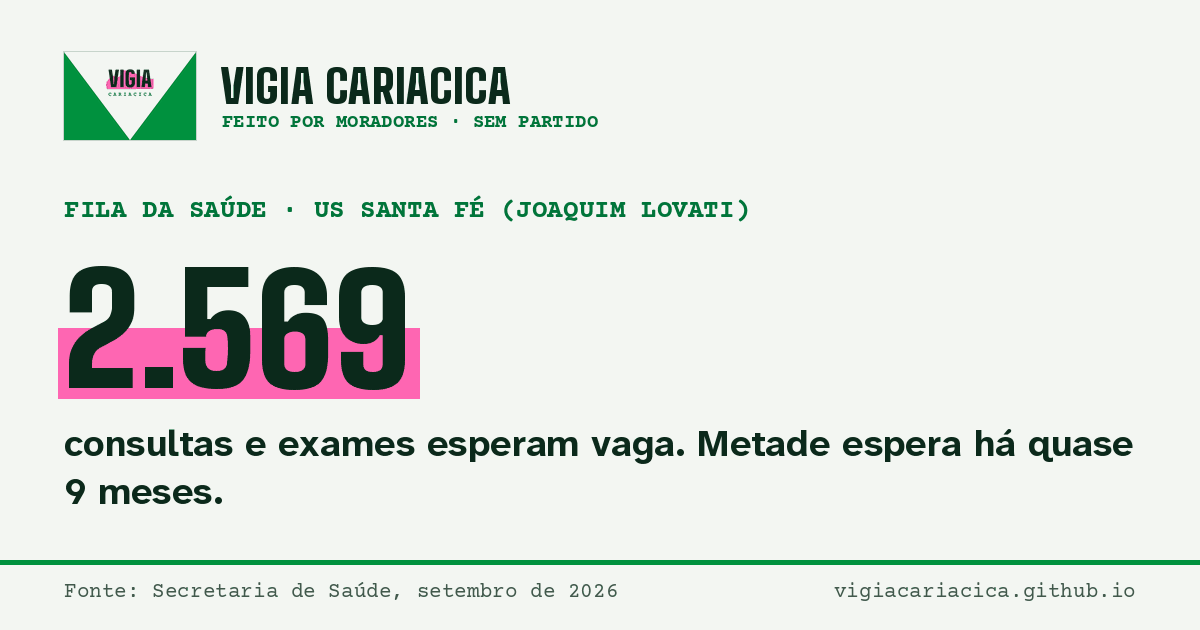 VIGIA
CARIACICA
VIGIA CARIACICA
FEITO POR MORADORES · SEM PARTIDO
FILA DA SAÚDE · US SANTA FÉ (JOAQUIM LOVATI)
2.569
consultas e exames esperam vaga. Metade espera há quase
9 meses.
Fonte: Secretaria de Saúde, setembro de 2026
vigiacariacica.github.io